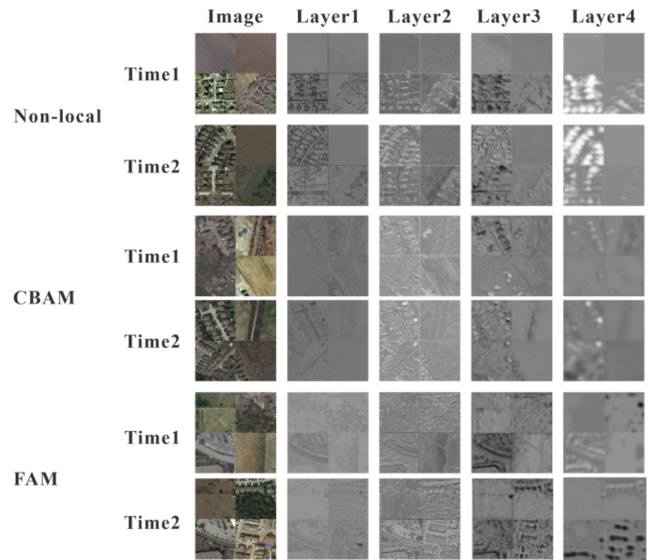 Image Layer1 Layer2 Layer3 Layer4
Time1
Non-local
Time2
Time1
CBAM
Time2
Time1
FAM
Time2